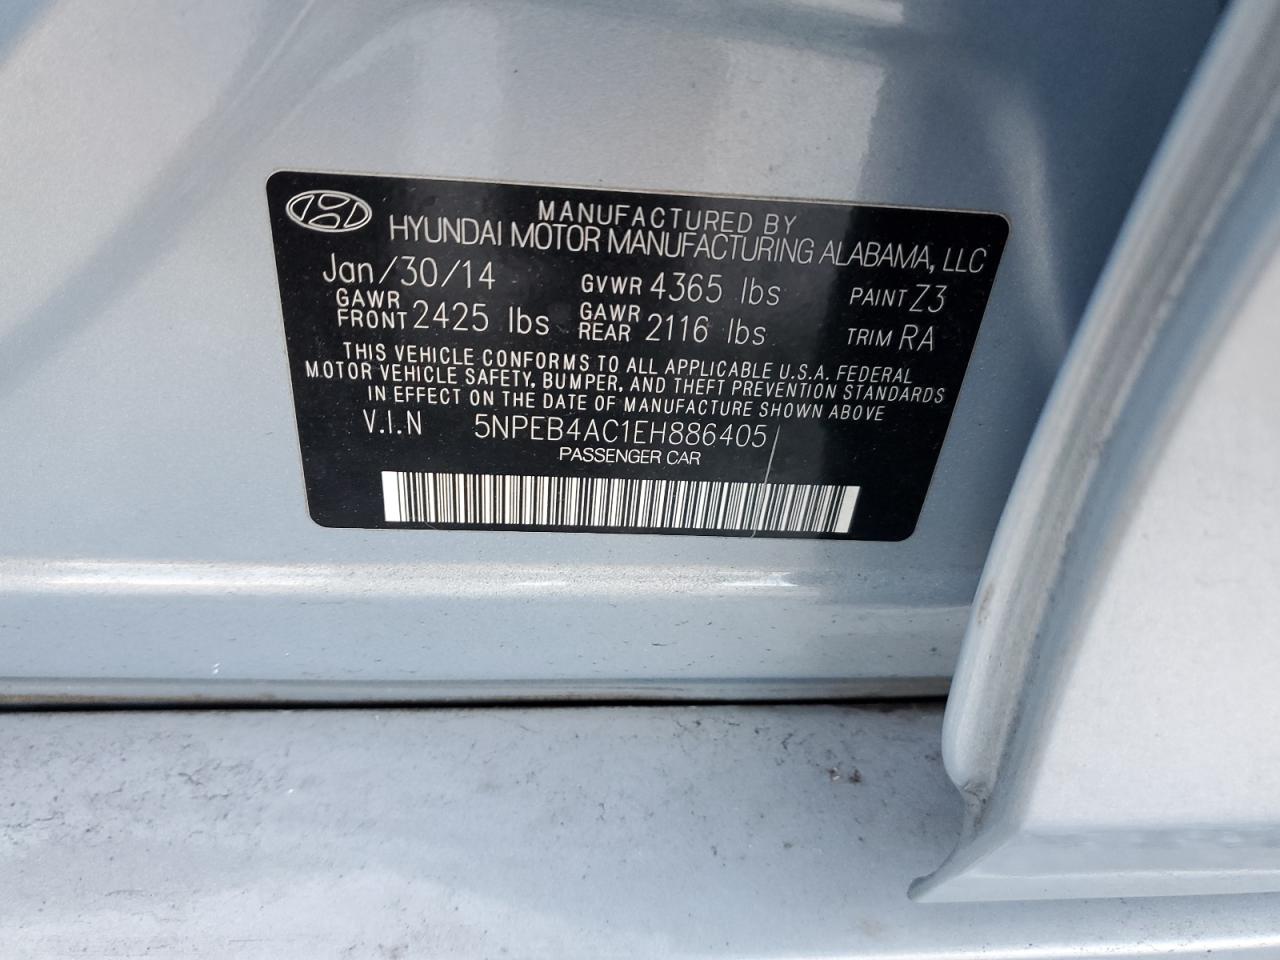 MANUFACTURED BY
HYUNDAI MOTOR MANUFACTURING ALABAMA, LLC
Jan/30/14 GVWR 4365 lbs PAINT Z3
GAWR FRONT 2425 lbs GAWR REAR 2116 lbs TRIM RA
THIS VEHICLE CONFORMS TO ALL APPLICABLE U.S.A. FEDERAL
MOTOR VEHICLE SAFETY, BUMPER, AND THEFT PREVENTION STANDARDS
IN EFFECT ON THE DATE OF MANUFACTURE SHOWN ABOVE
V.I.N 5NPEB4AC1EH886405
PASSENGER CAR